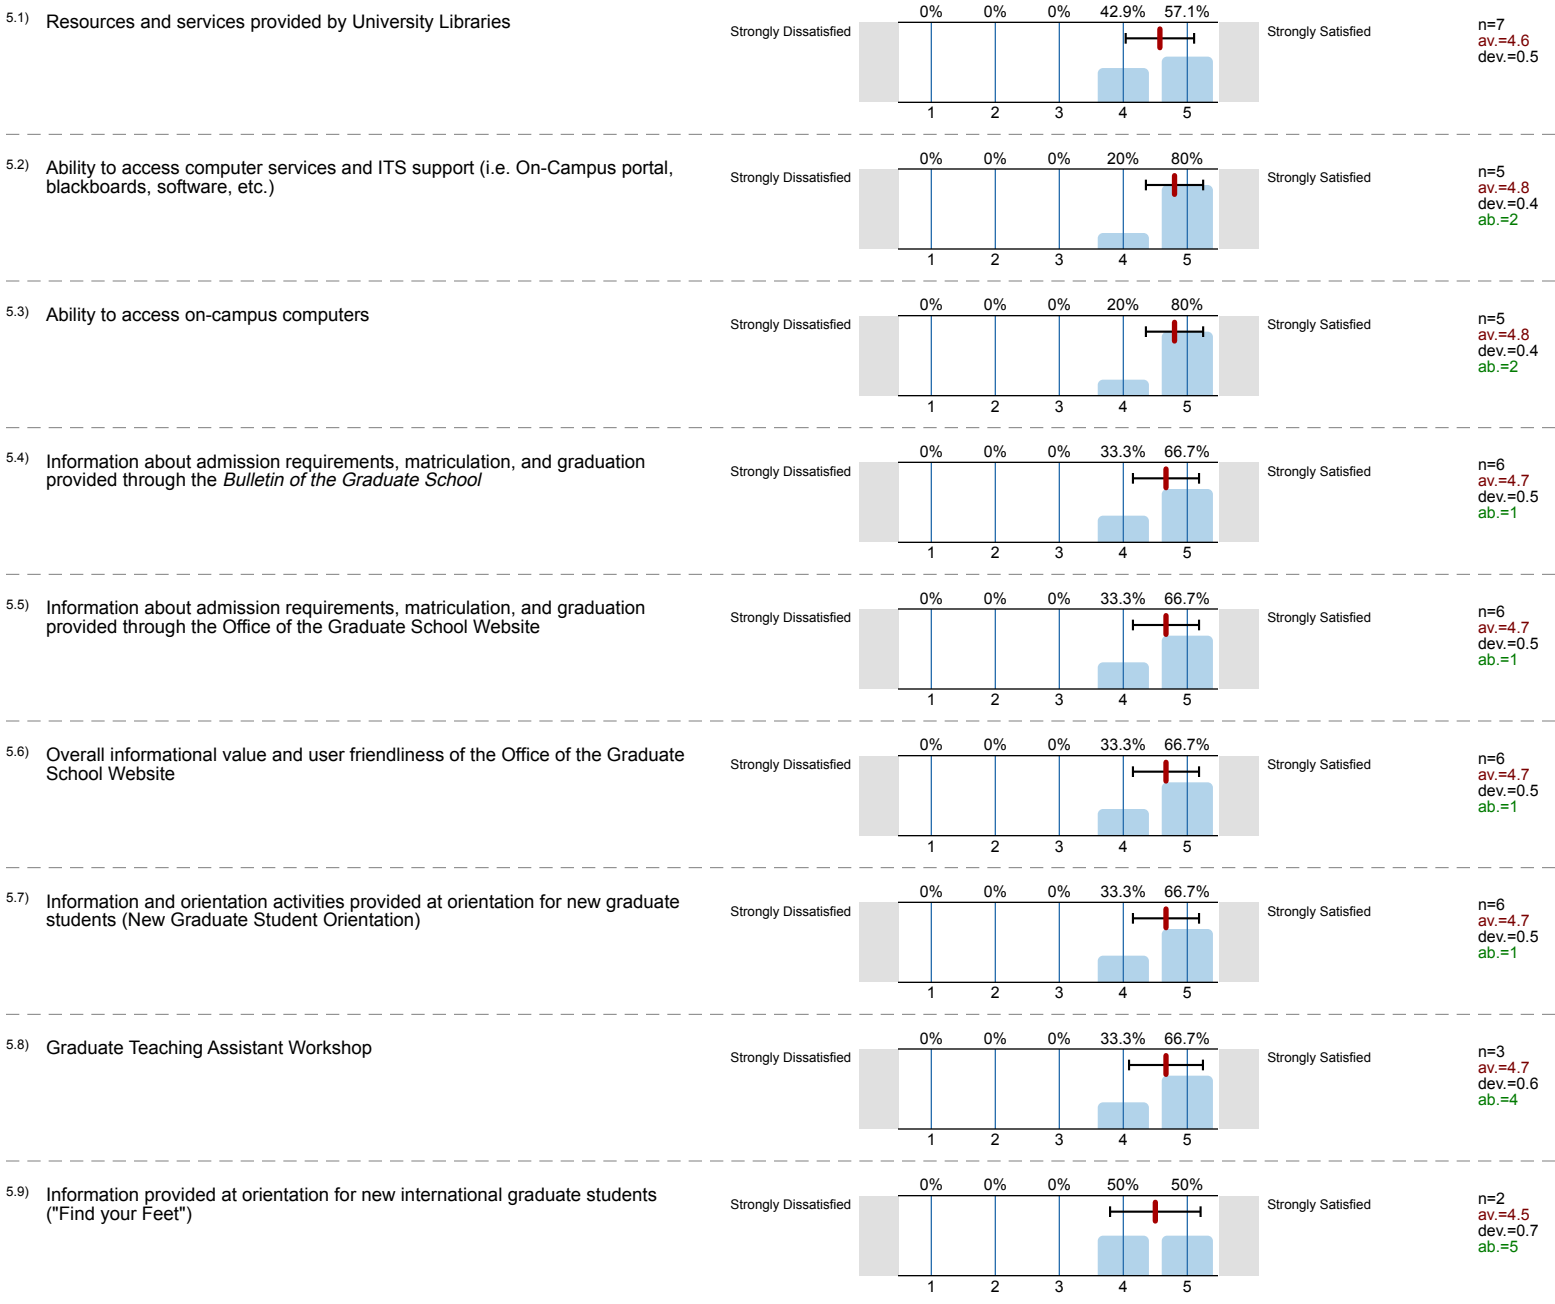 5.1) Resources and services provided by University Libraries
0% 0% 0% 42.9% 57.1%
Strongly Dissatisfied Strongly Satisfied
n=7
av.=4.6
dev.=0.5
1 2 3 4 5
5.2) Ability to access computer services and ITS support (i.e. On-Campus portal,
blackboards, software, etc.)
0% 0% 0% 20% 80%
Strongly Dissatisfied Strongly Satisfied
n=5
av.=4.8
dev.=0.4
ab.=2
1 2 3 4 5
5.3) Ability to access on-campus computers
0% 0% 0% 20% 80%
Strongly Dissatisfied Strongly Satisfied
n=5
av.=4.8
dev.=0.4
ab.=2
1 2 3 4 5
5.4) Information about admission requirements, matriculation, and graduation
provided through the Bulletin of the Graduate School
0% 0% 0% 33.3% 66.7%
Strongly Dissatisfied Strongly Satisfied
n=6
av.=4.7
dev.=0.5
ab.=1
1 2 3 4 5
5.5) Information about admission requirements, matriculation, and graduation
provided through the Office of the Graduate School Website
0% 0% 0% 33.3% 66.7%
Strongly Dissatisfied Strongly Satisfied
n=6
av.=4.7
dev.=0.5
ab.=1
1 2 3 4 5
5.6) Overall informational value and user friendliness of the Office of the Graduate
School Website
0% 0% 0% 33.3% 66.7%
Strongly Dissatisfied Strongly Satisfied
n=6
av.=4.7
dev.=0.5
ab.=1
1 2 3 4 5
5.7) Information and orientation activities provided at orientation for new graduate
students (New Graduate Student Orientation)
0% 0% 0% 33.3% 66.7%
Strongly Dissatisfied Strongly Satisfied
n=6
av.=4.7
dev.=0.5
ab.=1
1 2 3 4 5
5.8) Graduate Teaching Assistant Workshop
0% 0% 0% 33.3% 66.7%
Strongly Dissatisfied Strongly Satisfied
n=3
av.=4.7
dev.=0.6
ab.=4
1 2 3 4 5
5.9) Information provided at orientation for new international graduate students
("Find your Feet")
0% 0% 0% 50% 50%
Strongly Dissatisfied Strongly Satisfied
n=2
av.=4.5
dev.=0.7
ab.=5
1 2 3 4 5